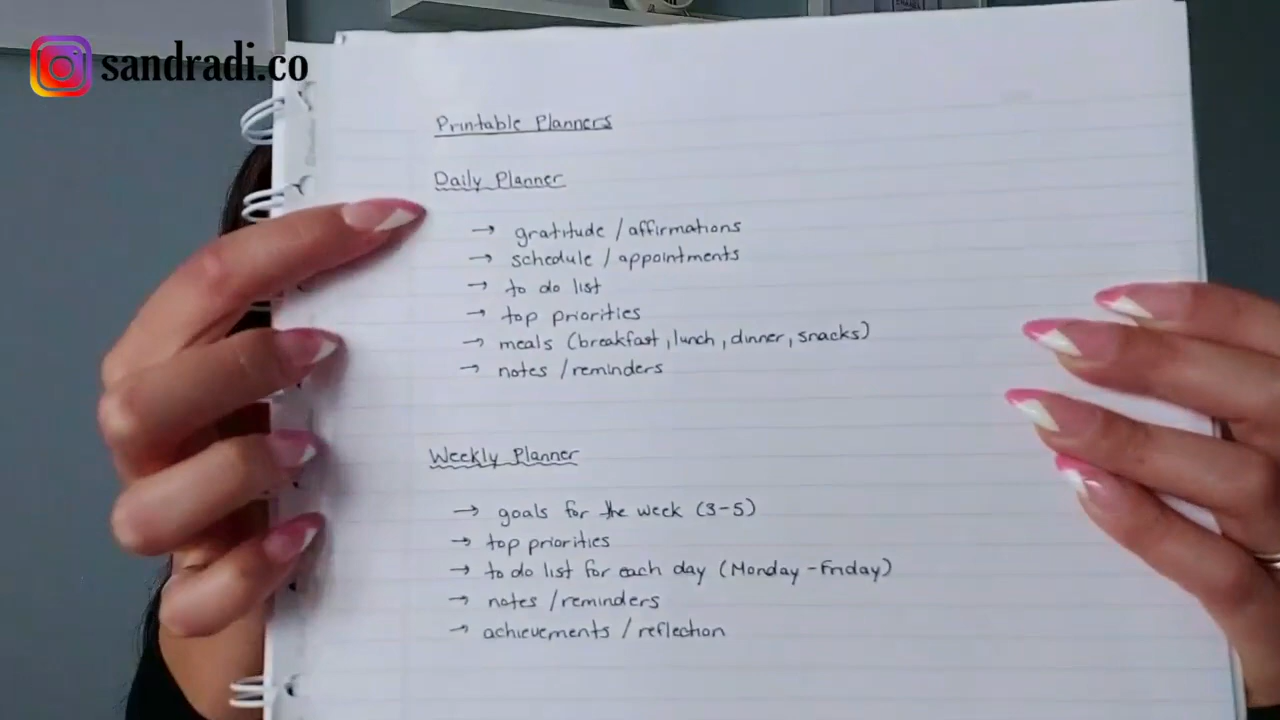 sandradi.co
Printable Planners
Daily Planner
→ gratitude / affirmations
→ schedule / appointments
→ to do list
→ top priorities
→ meals (breakfast, lunch, dinner, snacks)
→ notes / reminders
Weekly Planner
→ goals for the week (3-5)
→ top priorities
→ to do list for each day (Monday - Friday)
→ notes / reminders
→ achievements / reflection